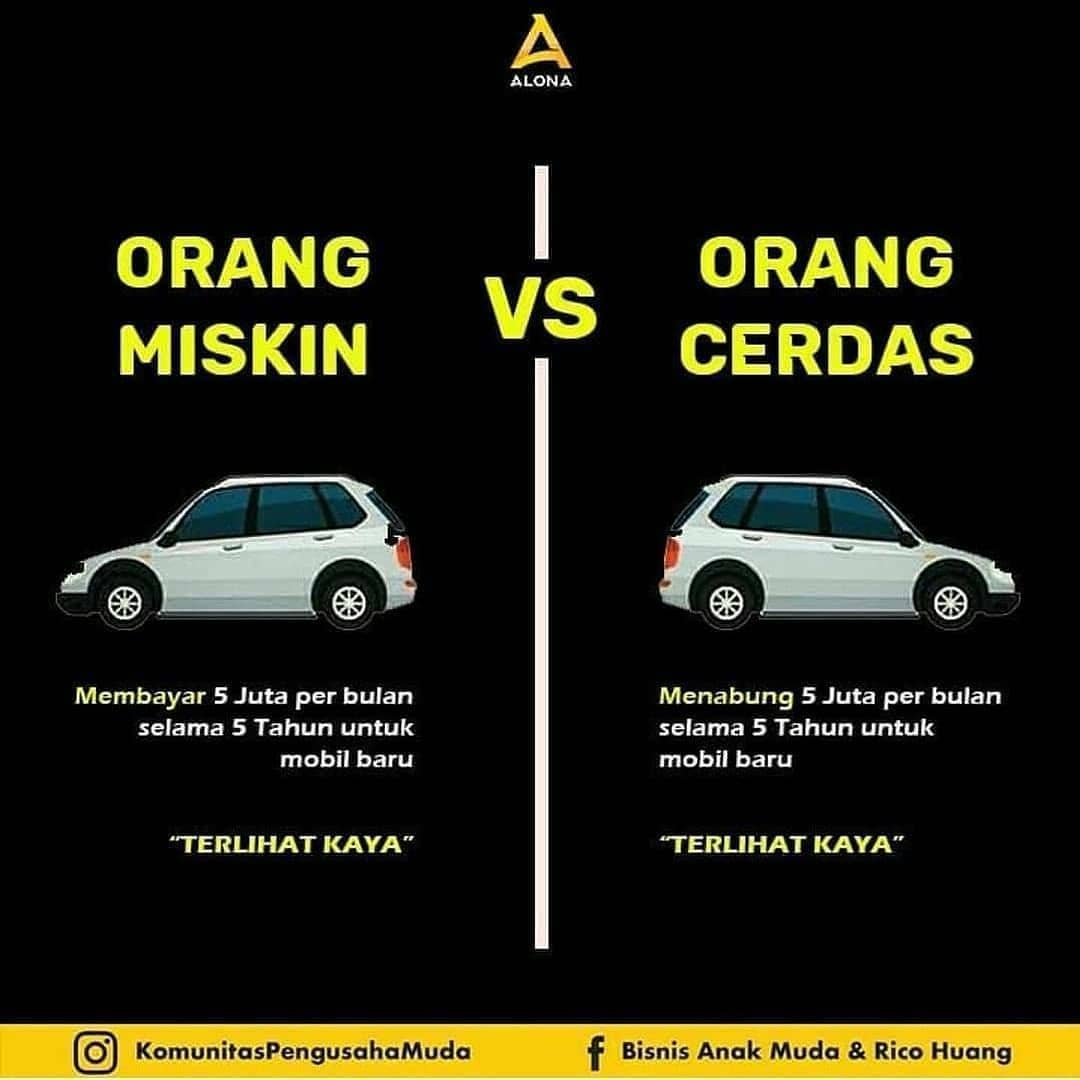 ALONA
ORANG
MISKIN
VS
ORANG
CERDAS
Membayar 5 Juta per bulan
selama 5 Tahun untuk
mobil baru
“TERLIHAT KAYA”
Menabung 5 Juta per bulan
selama 5 Tahun untuk
mobil baru
“TERLIHAT KAYA”
KomunitasPengusahaMuda
Bisnis Anak Muda & Rico Huang